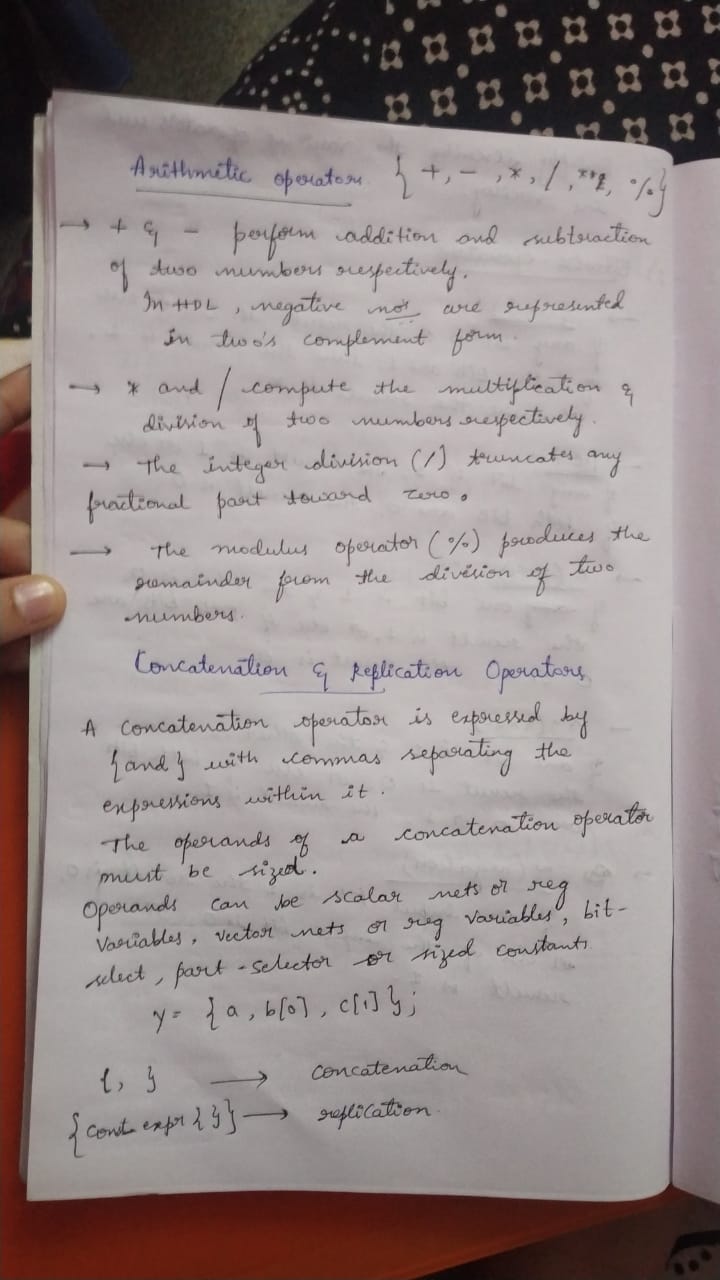 Arithmetic operators { +, -, *, /, **, %}
→ + & - perform addition and subtraction
of two numbers respectively.
In HDL, negative nos are represented
in two's complement form.
→ * and / compute the multiplication &
division of two numbers respectively.
→ The integer division (/) truncates any
fractional part toward zero.
→ The modulus operator (%) produces the
remainder from the division of two
numbers.
Concatenation & Replication Operators
A concatenation operator is expressed by
{ and } with commas separating the
expressions within it.
The operands of a concatenation operator
must be sized.
Operands can be scalar nets or reg
Variables, vector nets or reg variables, bit-
select, part-selector or sized constants.
y = {a, b[0], c[1]};
{, } → Concatenation
{const expr { }} → replication.